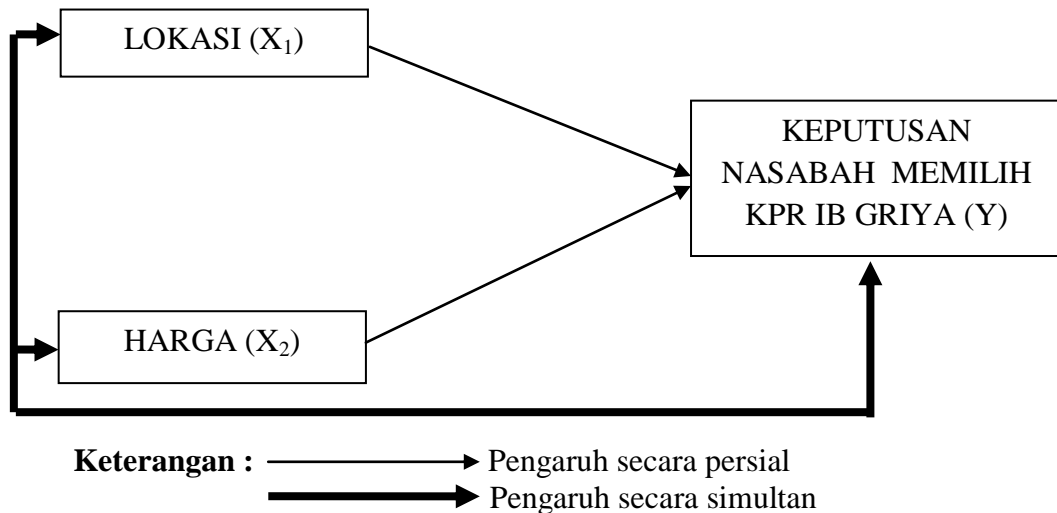 LOKASI (X₁)
KEPUTUSAN
NASABAH MEMILIH
KPR IB GRIYA (Y)
HARGA (X₂)
Keterangan : Pengaruh secara persial
Pengaruh secara simultan